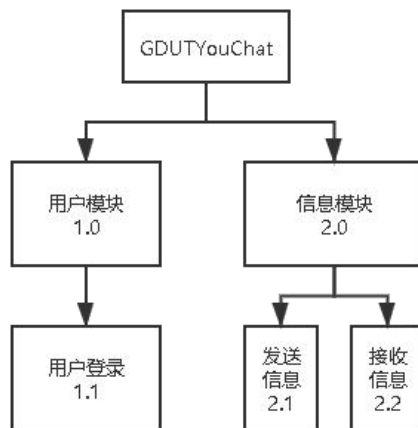 GDUTYouChat
用户模块
1.0
信息模块
2.0
用户登录
1.1
发送
信息
2.1
接收
信息
2.2